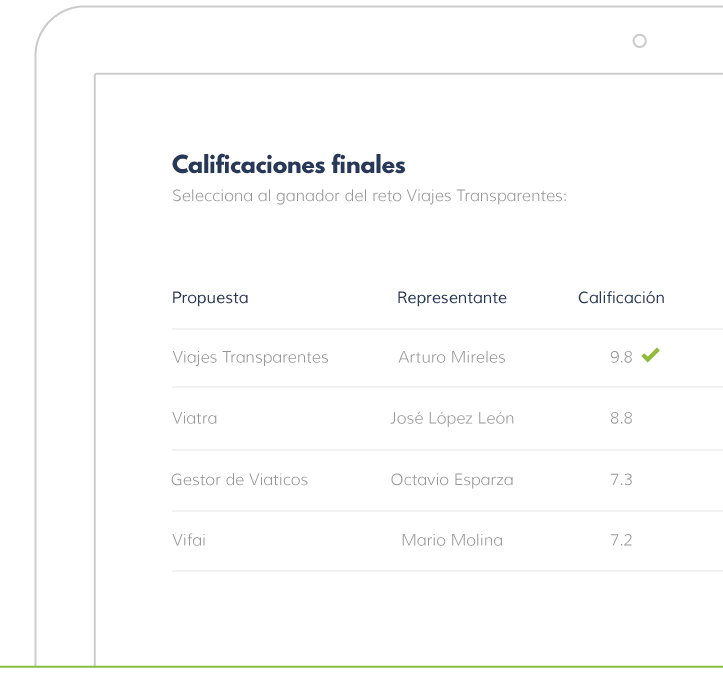 Calificaciones finales
Selecciona al ganador del reto Viajes Transparentes:
Propuesta Representante Calificación
Viajes Transparentes Arturo Mireles 9.8
Viatra José López León 8.8
Gestor de Viaticos Octavio Esparza 7.3
Vifai Mario Molina 7.2